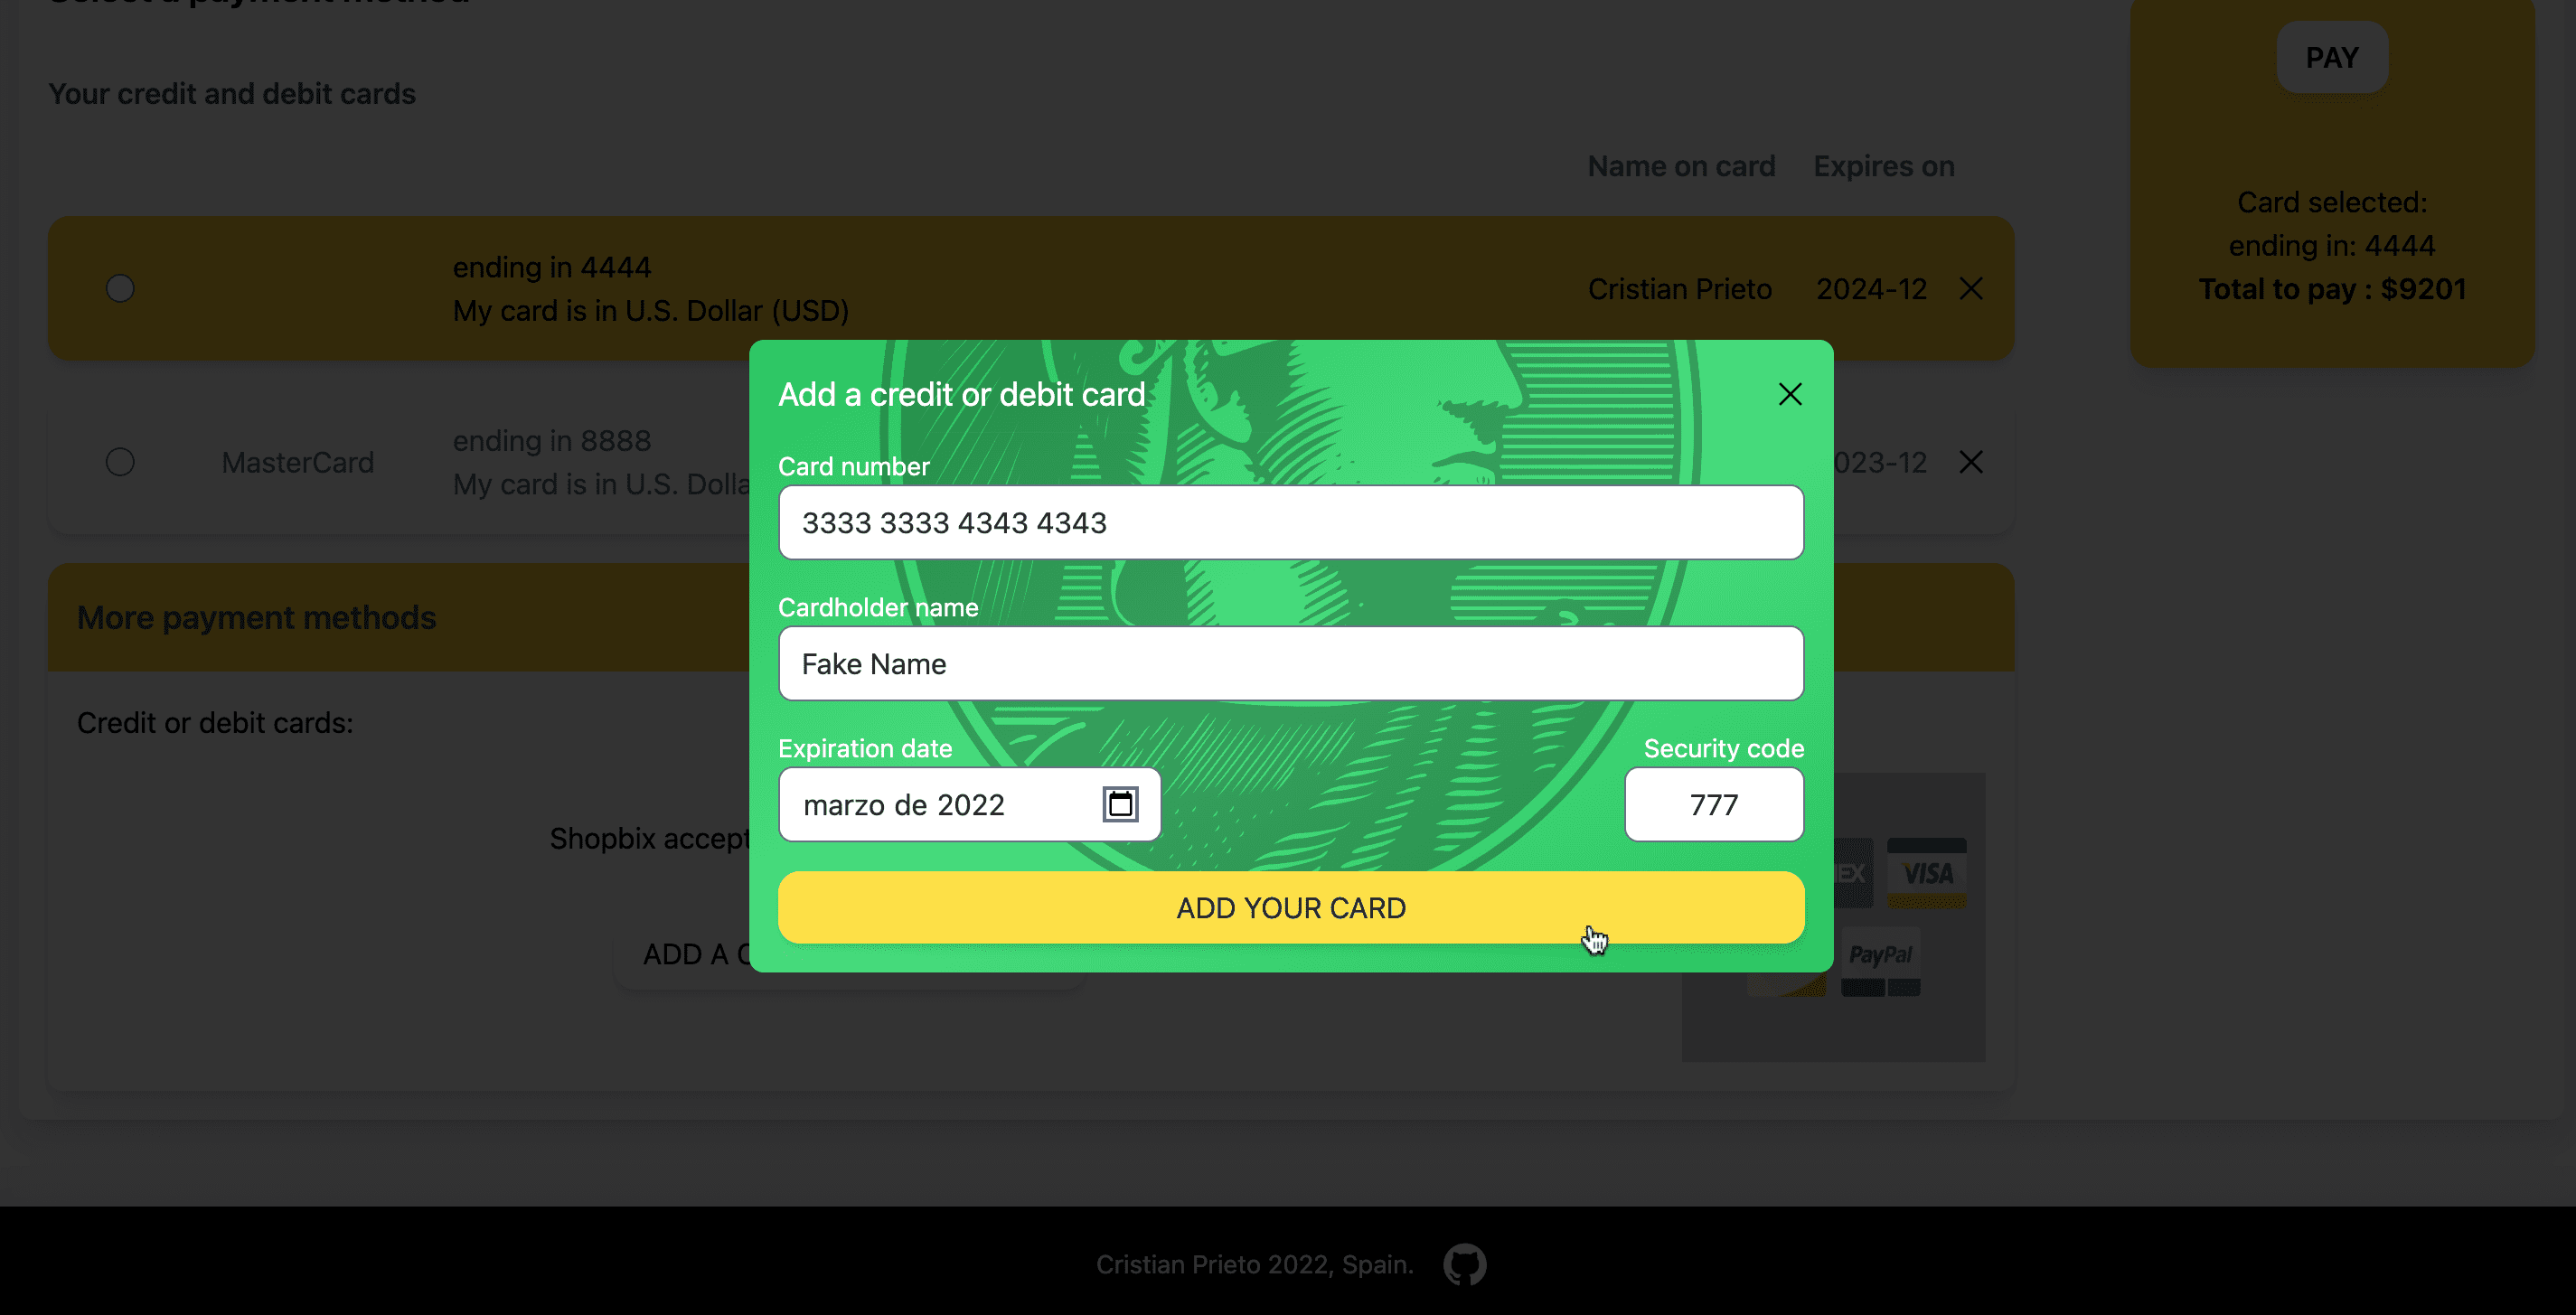 Select a payment method
Your credit and debit cards
Name on card Expires on
ending in 4444
My card is in U.S. Dollar (USD)
Cristian Prieto 2024-12
MasterCard
ending in 8888
My card is in U.S.
023-12
PAY
Card selected:
ending in: 4444
Total to pay : $9201
Add a credit or debit card
Card number
3333 3333 4343 4343
Cardholder name
Fake Name
Expiration date
marzo de 2022
Security code
777
ADD YOUR CARD
More payment methods
Credit or debit cards:
Shopbix accept
ADD A
EX
VISA
PayPal
Cristian Prieto 2022, Spain.